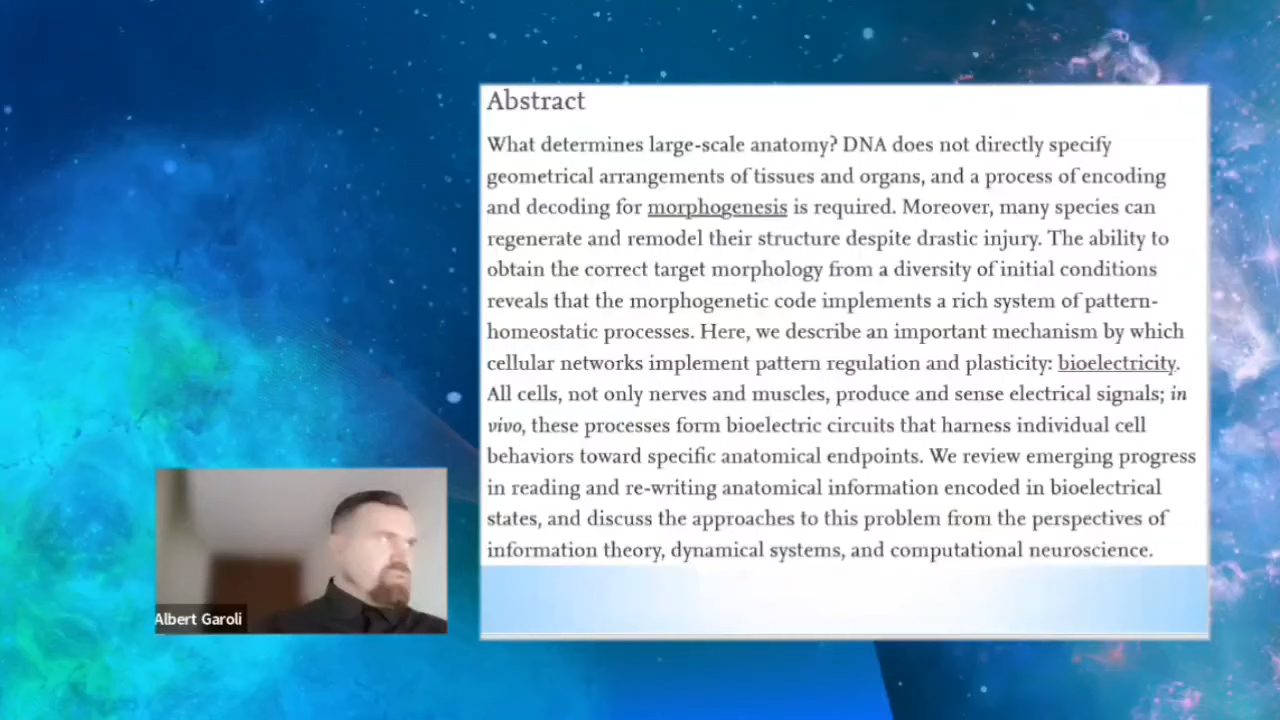 Abstract
What determines large-scale anatomy? DNA does not directly specify
geometrical arrangements of tissues and organs, and a process of encoding
and decoding for morphogenesis is required. Moreover, many species can
regenerate and remodel their structure despite drastic injury. The ability to
obtain the correct target morphology from a diversity of initial conditions
reveals that the morphogenetic code implements a rich system of pattern-
homeostatic processes. Here, we describe an important mechanism by which
cellular networks implement pattern regulation and plasticity: bioelectricity.
All cells, not only nerves and muscles, produce and sense electrical signals; in
vivo, these processes form bioelectric circuits that harness individual cell
behaviors toward specific anatomical endpoints. We review emerging progress
in reading and re-writing anatomical information encoded in bioelectrical
states, and discuss the approaches to this problem from the perspectives of
information theory, dynamical systems, and computational neuroscience.
Albert Garoli